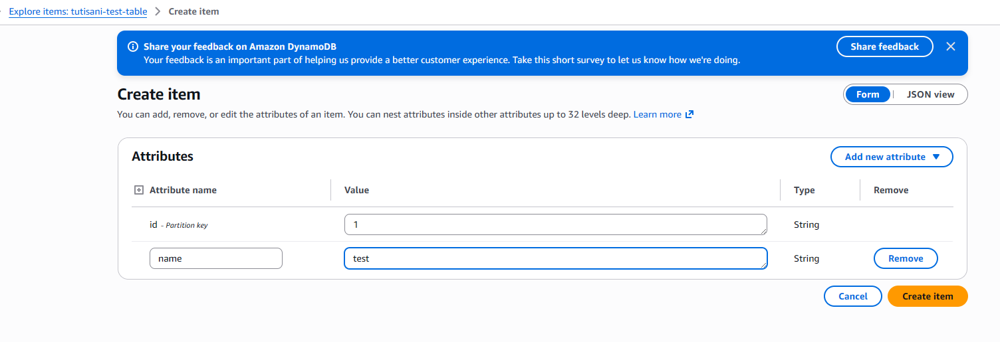 Explore items: tutisani-test-table > Create item
Share your feedback on Amazon DynamoDB
Your feedback is an important part of helping us provide a better customer experience. Take this short survey to let us know how we're doing.
Share feedback
Create item
Form JSON view
You can add, remove, or edit the attributes of an item. You can nest attributes inside other attributes up to 32 levels deep. Learn more
Attributes
Add new attribute
Attribute name Value Type Remove
id - Partition key 1 String
name test String Remove
Cancel Create item